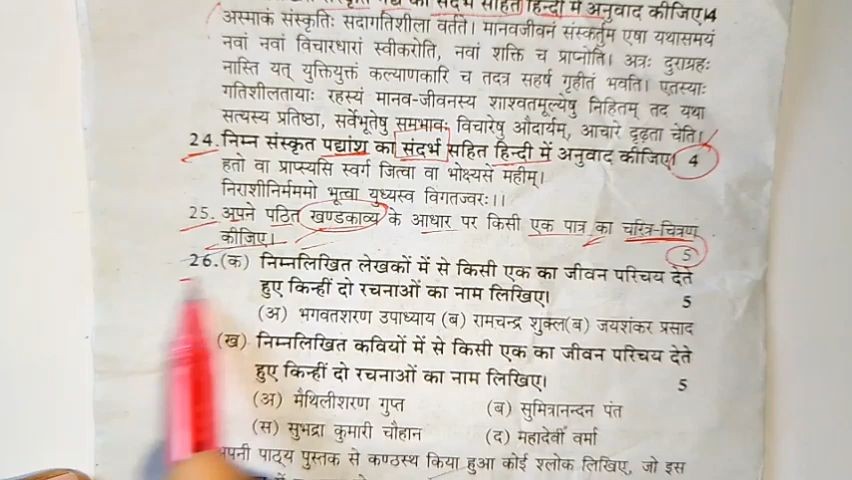 संदर्भ सहित हिन्दी में अनुवाद कीजिए।4
अस्माकं संस्कृतिः सदागतिशीला वर्तते। मानवजीवनं संस्कर्तुम एषा यथासमयं
नवां नवां विचारधारां स्वीकरोति, नवां शक्ति च प्राप्नोति। अत्रः दुराग्रहः
नास्ति यत् युक्तियुक्तं कल्याणकारि च तदत्र सहर्ष गृहीतं भवति। एतस्याः
गतिशीलतायाः रहस्यं मानव-जीवनस्य शाश्वतमूल्येषु निहितम् तद यथा
सत्यस्य प्रतिष्ठा, सर्वेभूतेषु समभावः विचारेषु औदार्यम्, आचारे दृढ़ता चेति।
24. निम्न संस्कृत पद्यांश का संदर्भ सहित हिन्दी में अनुवाद कीजिए। 4
हतो वा प्राप्स्यसि स्वर्ग जित्वा वा भोक्ष्यसें महीम्।
निराशीनिर्मममो भूत्वा युध्यस्व विगतज्वरः।।
25. अपने पठित खण्डकाव्य के आधार पर किसी एक पात्र का चरित्र-चित्रण
कीजिए। 5
26.(क) निम्नलिखित लेखकों में से किसी एक का जीवन परिचय देते
हुए किन्हीं दो रचनाओं का नाम लिखिए। 5
(अ) भगवतशरण उपाध्याय (ब) रामचन्द्र शुक्ल(ब) जयशंकर प्रसाद
(ख) निम्नलिखित कवियों में से किसी एक का जीवन परिचय देते
हुए किन्हीं दो रचनाओं का नाम लिखिए। 5
(अ) मैथिलीशरण गुप्त (ब) सुमित्रानन्दन पंत
(स) सुभद्रा कुमारी चौहान (द) महादेवी वर्मा
पाठ्य पुस्तक से कण्ठस्थ किया हुआ कोई श्लोक लिखिए, जो इस